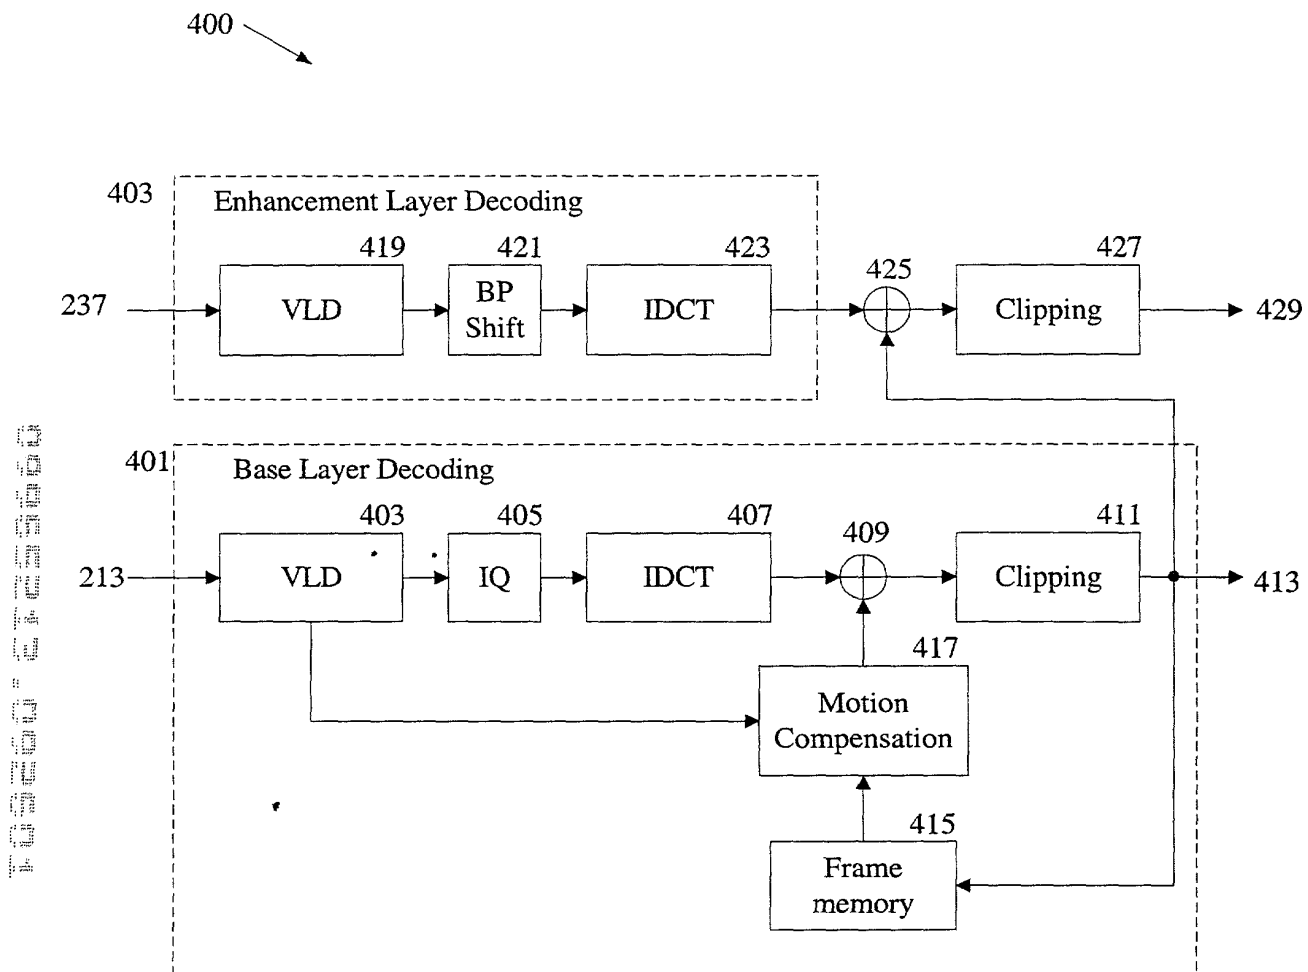 400
403
Enhancement Layer Decoding
419
421
423
425
427
237
VLD
BP
Shift
IDCT
Clipping
429
401
Base Layer Decoding
403
405
407
409
411
213
VLD
IQ
IDCT
Clipping
413
417
Motion
Compensation
415
Frame
memory